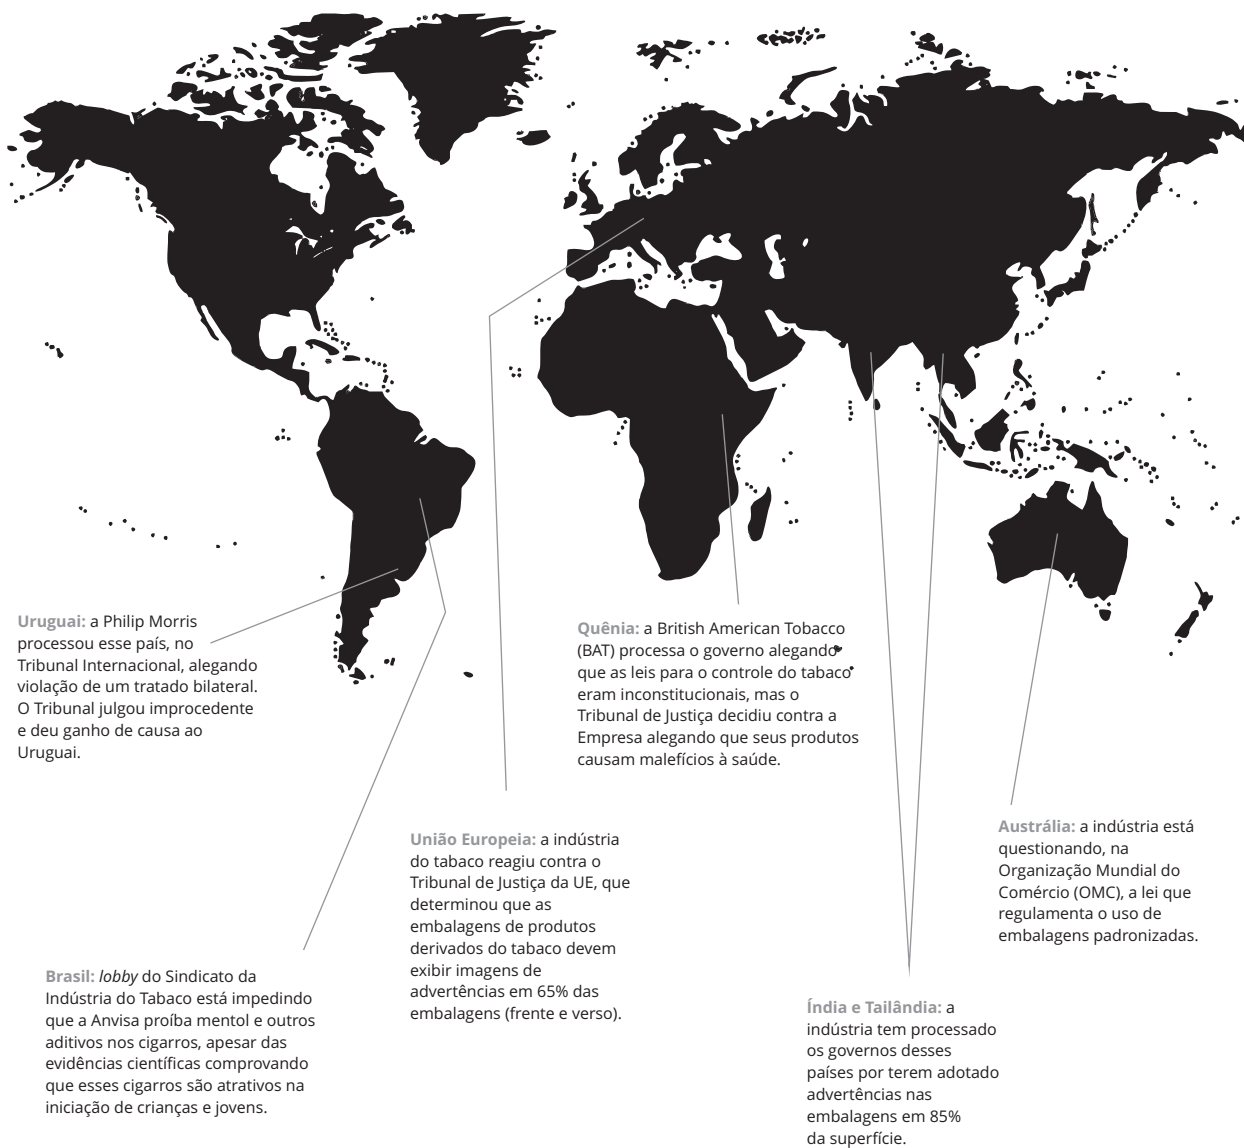 Uruguai: a Philip Morris
processou esse país, no
Tribunal Internacional, alegando
violação de um tratado bilateral.
O Tribunal julgou improcedente
e deu ganho de causa ao
Uruguai.
Quênia: a British American Tobacco
(BAT) processa o governo alegando
que as leis para o controle do tabaco
eram inconstitucionais, mas o
Tribunal de Justiça decidiu contra a
Empresa alegando que seus produtos
causam malefícios à saúde.
União Europeia: a indústria
do tabaco reagiu contra o
Tribunal de Justiça da UE, que
determinou que as
embalagens de produtos
derivados do tabaco devem
exibir imagens de
advertências em 65% das
embalagens (frente e verso).
Austrália: a indústria está
questionando, na
Organização Mundial do
Comércio (OMC), a lei que
regulamenta o uso de
embalagens padronizadas.
Brasil: lobby do Sindicato da
Indústria do Tabaco está impedindo
que a Anvisa proíba mentol e outros
aditivos nos cigarros, apesar das
evidências científicas comprovando
que esses cigarros são atrativos na
iniciação de crianças e jovens.
Índia e Tailândia: a
indústria tem processado
os governos desses
países por terem adotado
advertências nas
embalagens em 85%
da superfície.